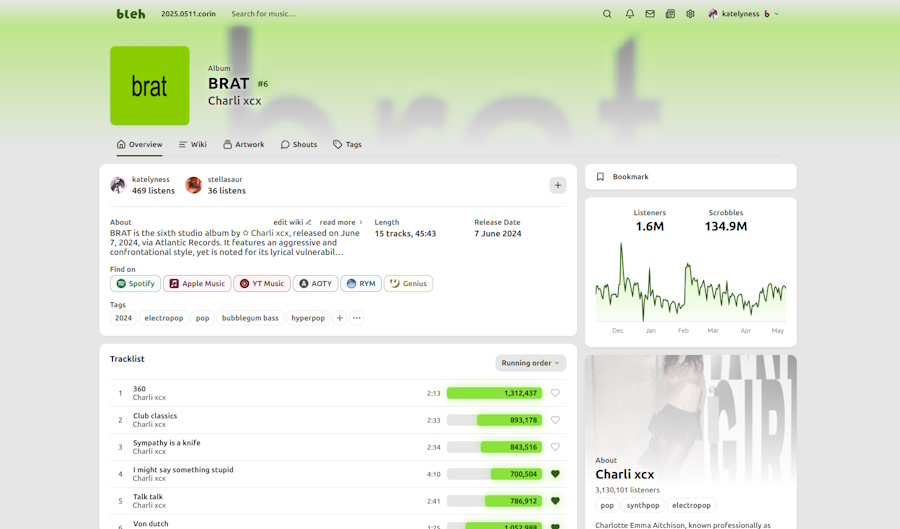 bleh 2025.0511.corin Search for music... katelyness b
brat
Album
BRAT #6
Charli xcx
Overview Wiki Artwork Shouts Tags
katelyness
469 listens
stellasaur
36 listens
About edit wiki read more
BRAT is the sixth studio album by ☆ Charli xcx, released on June
7, 2024, via Atlantic Records. It features an aggressive and
confrontational style, yet is noted for its lyrical vulnerabil...
Length
15 tracks, 45:43
Release Date
7 June 2024
Find on
Spotify Apple Music YT Music AOTY RYM Genius
Tags
2024 electropop pop bubblegum bass hyperpop + ...
Tracklist Running order
1 360 2:13 1,312,437
Charli xcx
2 Club classics 2:33 893,178
Charli xcx
3 Sympathy is a knife 2:34 843,516
Charli xcx
4 I might say something stupid 4:10 700,504
Charli xcx
5 Talk talk 2:41 786,912
Charli xcx
Von dutch
Bookmark
Listeners Scrobbles
1.6M 134.9M
Dec Jan Feb Mar Apr May
About
Charli xcx
3,130,101 listeners
pop synthpop electropop
Charlotte Emma Aitchison, known professionally as